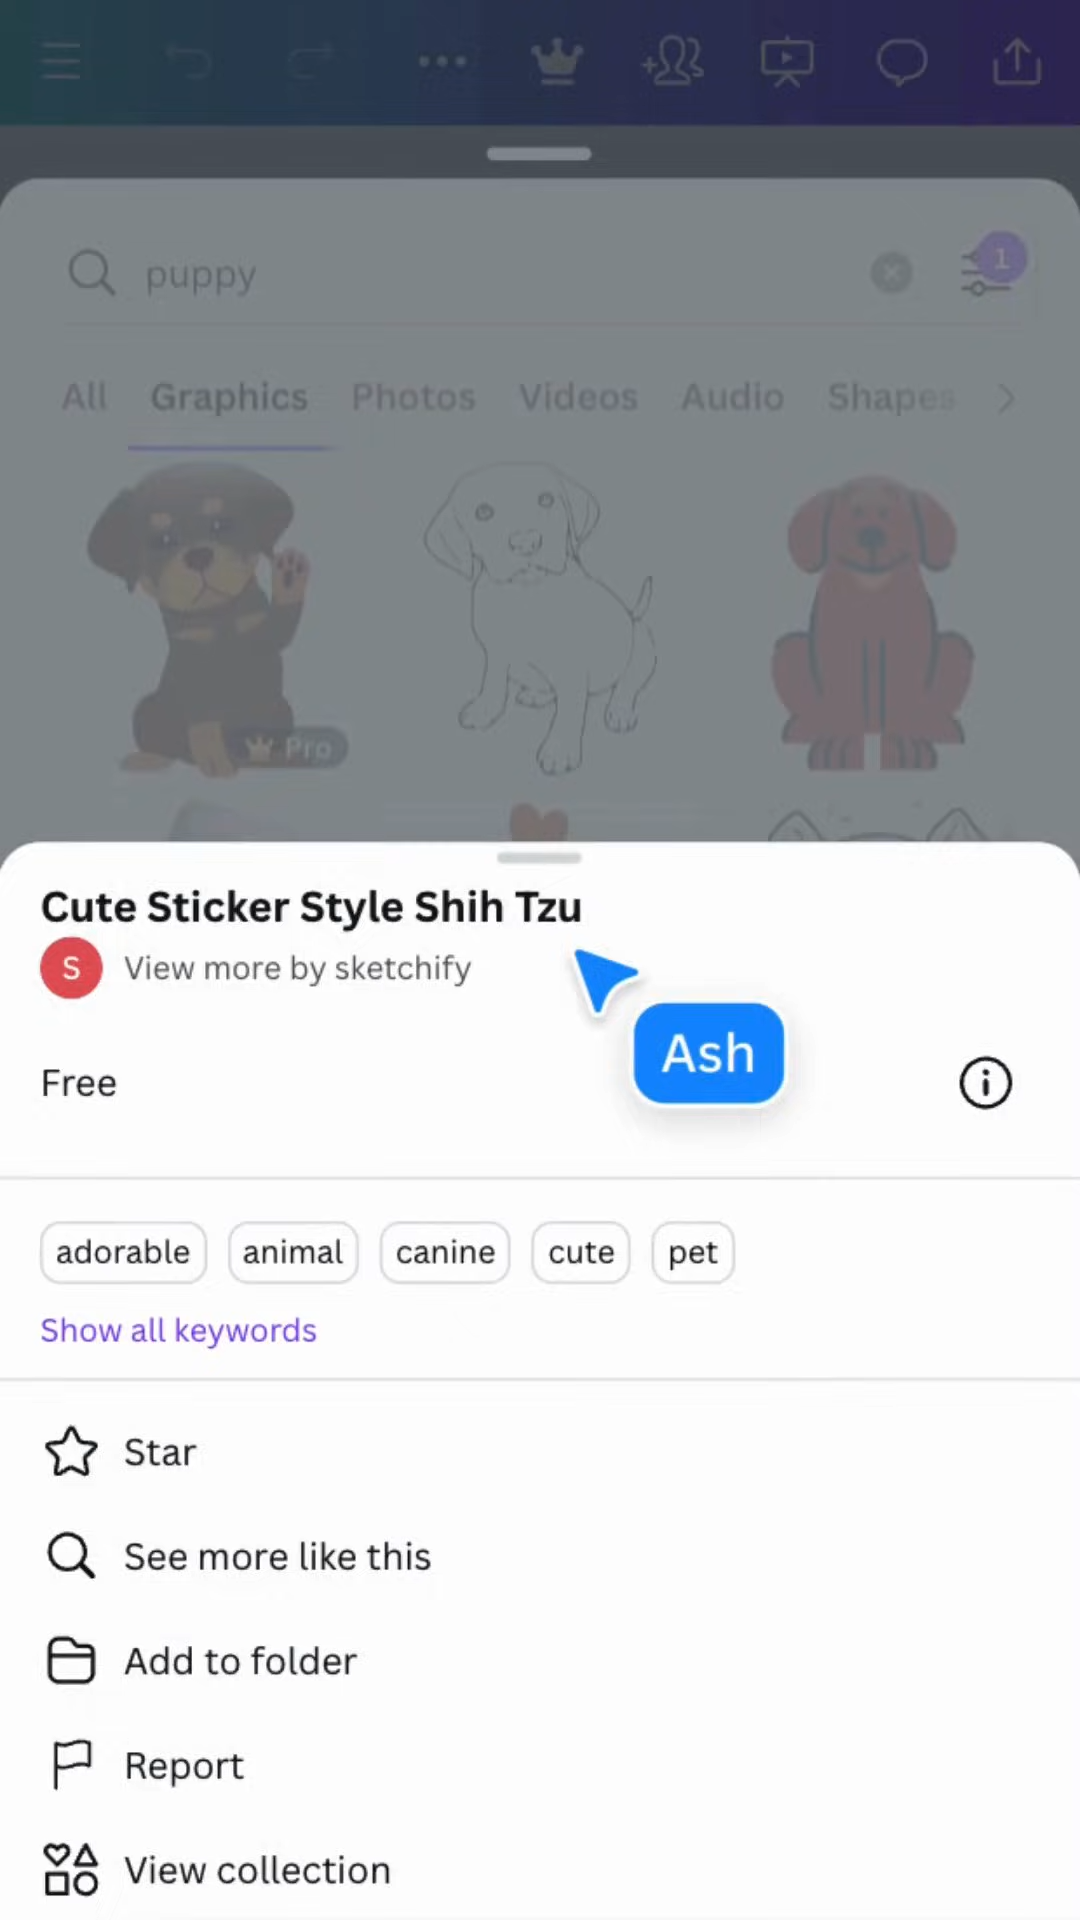 puppy
1
All Graphics Photos Videos Audio Shapes
Pro
Cute Sticker Style Shih Tzu
S View more by sketchify
Ash
Free
adorable animal canine cute pet
Show all keywords
Star
See more like this
Add to folder
Report
View collection